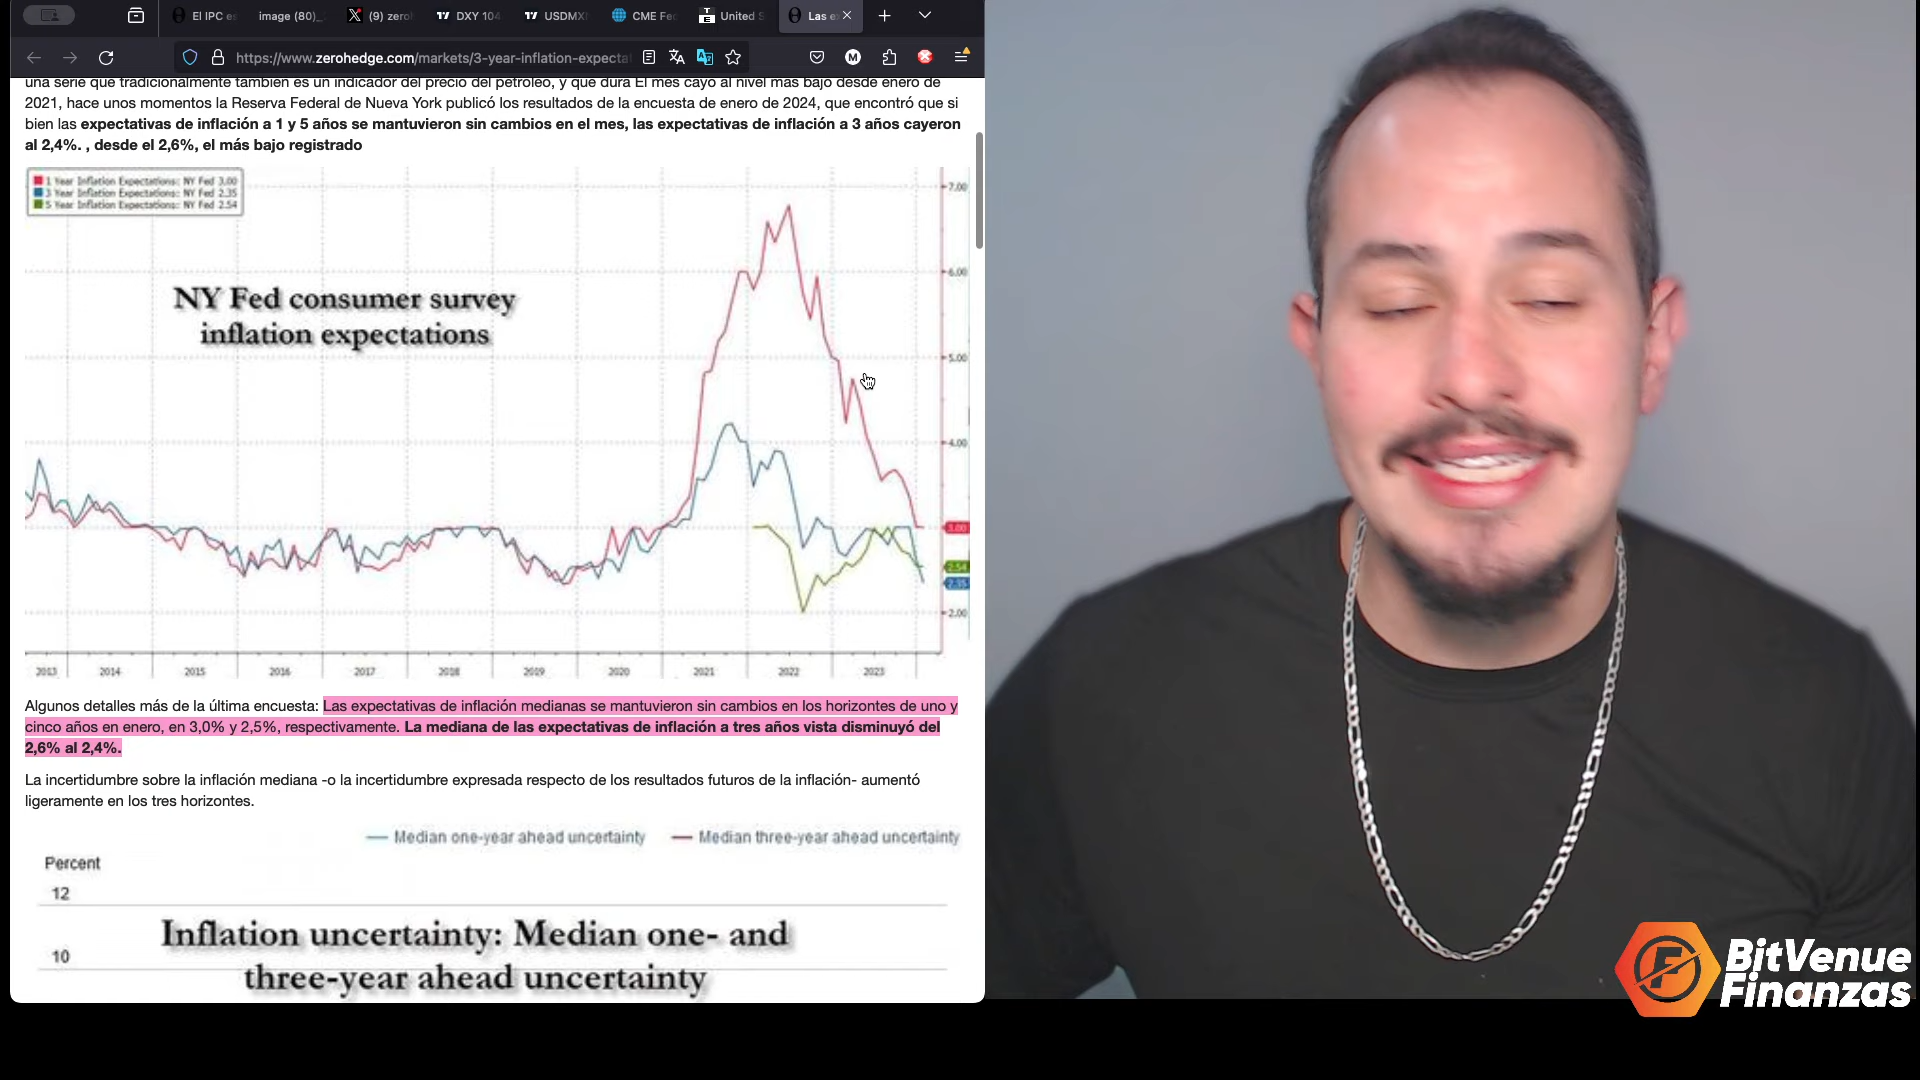 El IPC e
image (80)_
(9) zero
DXY 104
USDMX
CME Fe
United S
Las e
https://www.zerohedge.com/markets/3-year-inflation-expecta
una serie que tradicionalmente también es un indicador del precio del petróleo, y que dura El mes cayó al nivel más bajo desde enero de
2021, hace unos momentos la Reserva Federal de Nueva York publicó los resultados de la encuesta de enero de 2024, que encontró que si
bien las expectativas de inflación a 1 y 5 años se mantuvieron sin cambios en el mes, las expectativas de inflación a 3 años cayeron
al 2,4%. , desde el 2,6%, el más bajo registrado
1 Year Inflation Expectations: NY Fed 3.00
3 Year Inflation Expectations: NY Fed 2.35
5 Year Inflation Expectations: NY Fed 2.54
NY Fed consumer survey
inflation expectations
7.00
6.00
5.00
4.00
3.00
2.54
2.35
2.00
2013 2014 2015 2016 2017 2018 2019 2020 2021 2022 2023
Algunos detalles más de la última encuesta: Las expectativas de inflación medianas se mantuvieron sin cambios en los horizontes de uno y
cinco años en enero, en 3,0% y 2,5%, respectivamente. La mediana de las expectativas de inflación a tres años vista disminuyó del
2,6% al 2,4%.
La incertidumbre sobre la inflación mediana -o la incertidumbre expresada respecto de los resultados futuros de la inflación- aumentó
ligeramente en los tres horizontes.
Median one-year ahead uncertainty
Median three-year ahead uncertainty
Percent
12
Inflation uncertainty: Median one- and
10
three-year ahead uncertainty
BitVenue
Finanzas